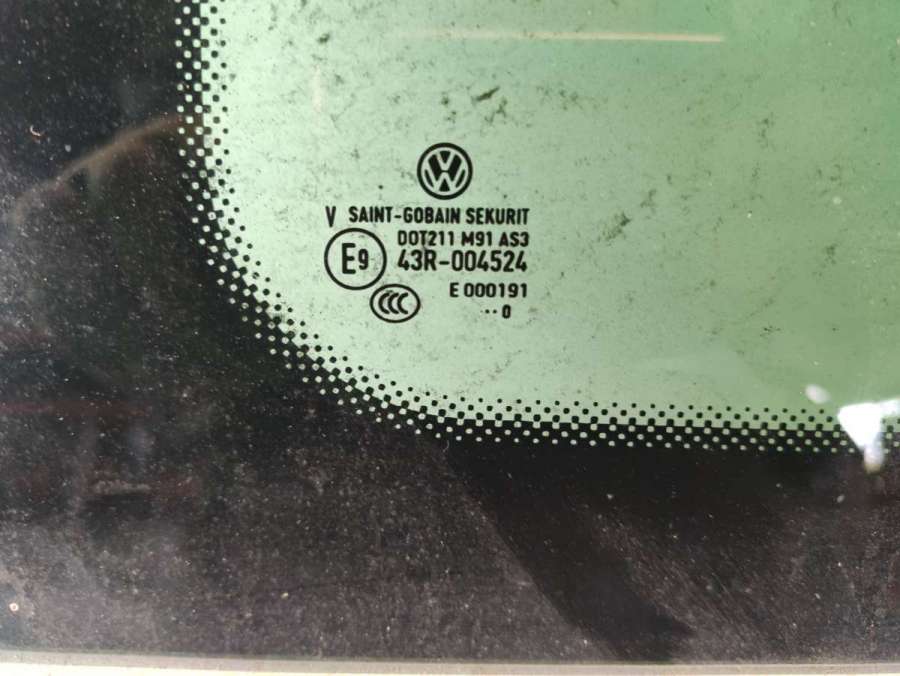 V SAINT-GOBAIN SEKURIT
DOT211 M91 AS3
E9 43R-004524
CCC E 000191
··0